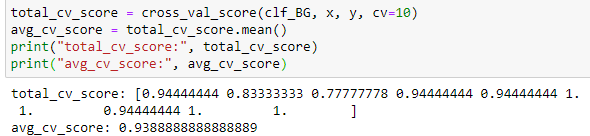 total_cv_score = cross_val_score(clf_BG, x, y, cv=10)
avg_cv_score = total_cv_score.mean()
print("total_cv_score:", total_cv_score)
print("avg_cv_score:", avg_cv_score)
total_cv_score: [0.94444444 0.83333333 0.77777778 0.94444444 0.94444444 1.
 1.         0.94444444 1.         1.        ]
avg_cv_score: 0.9388888888888889